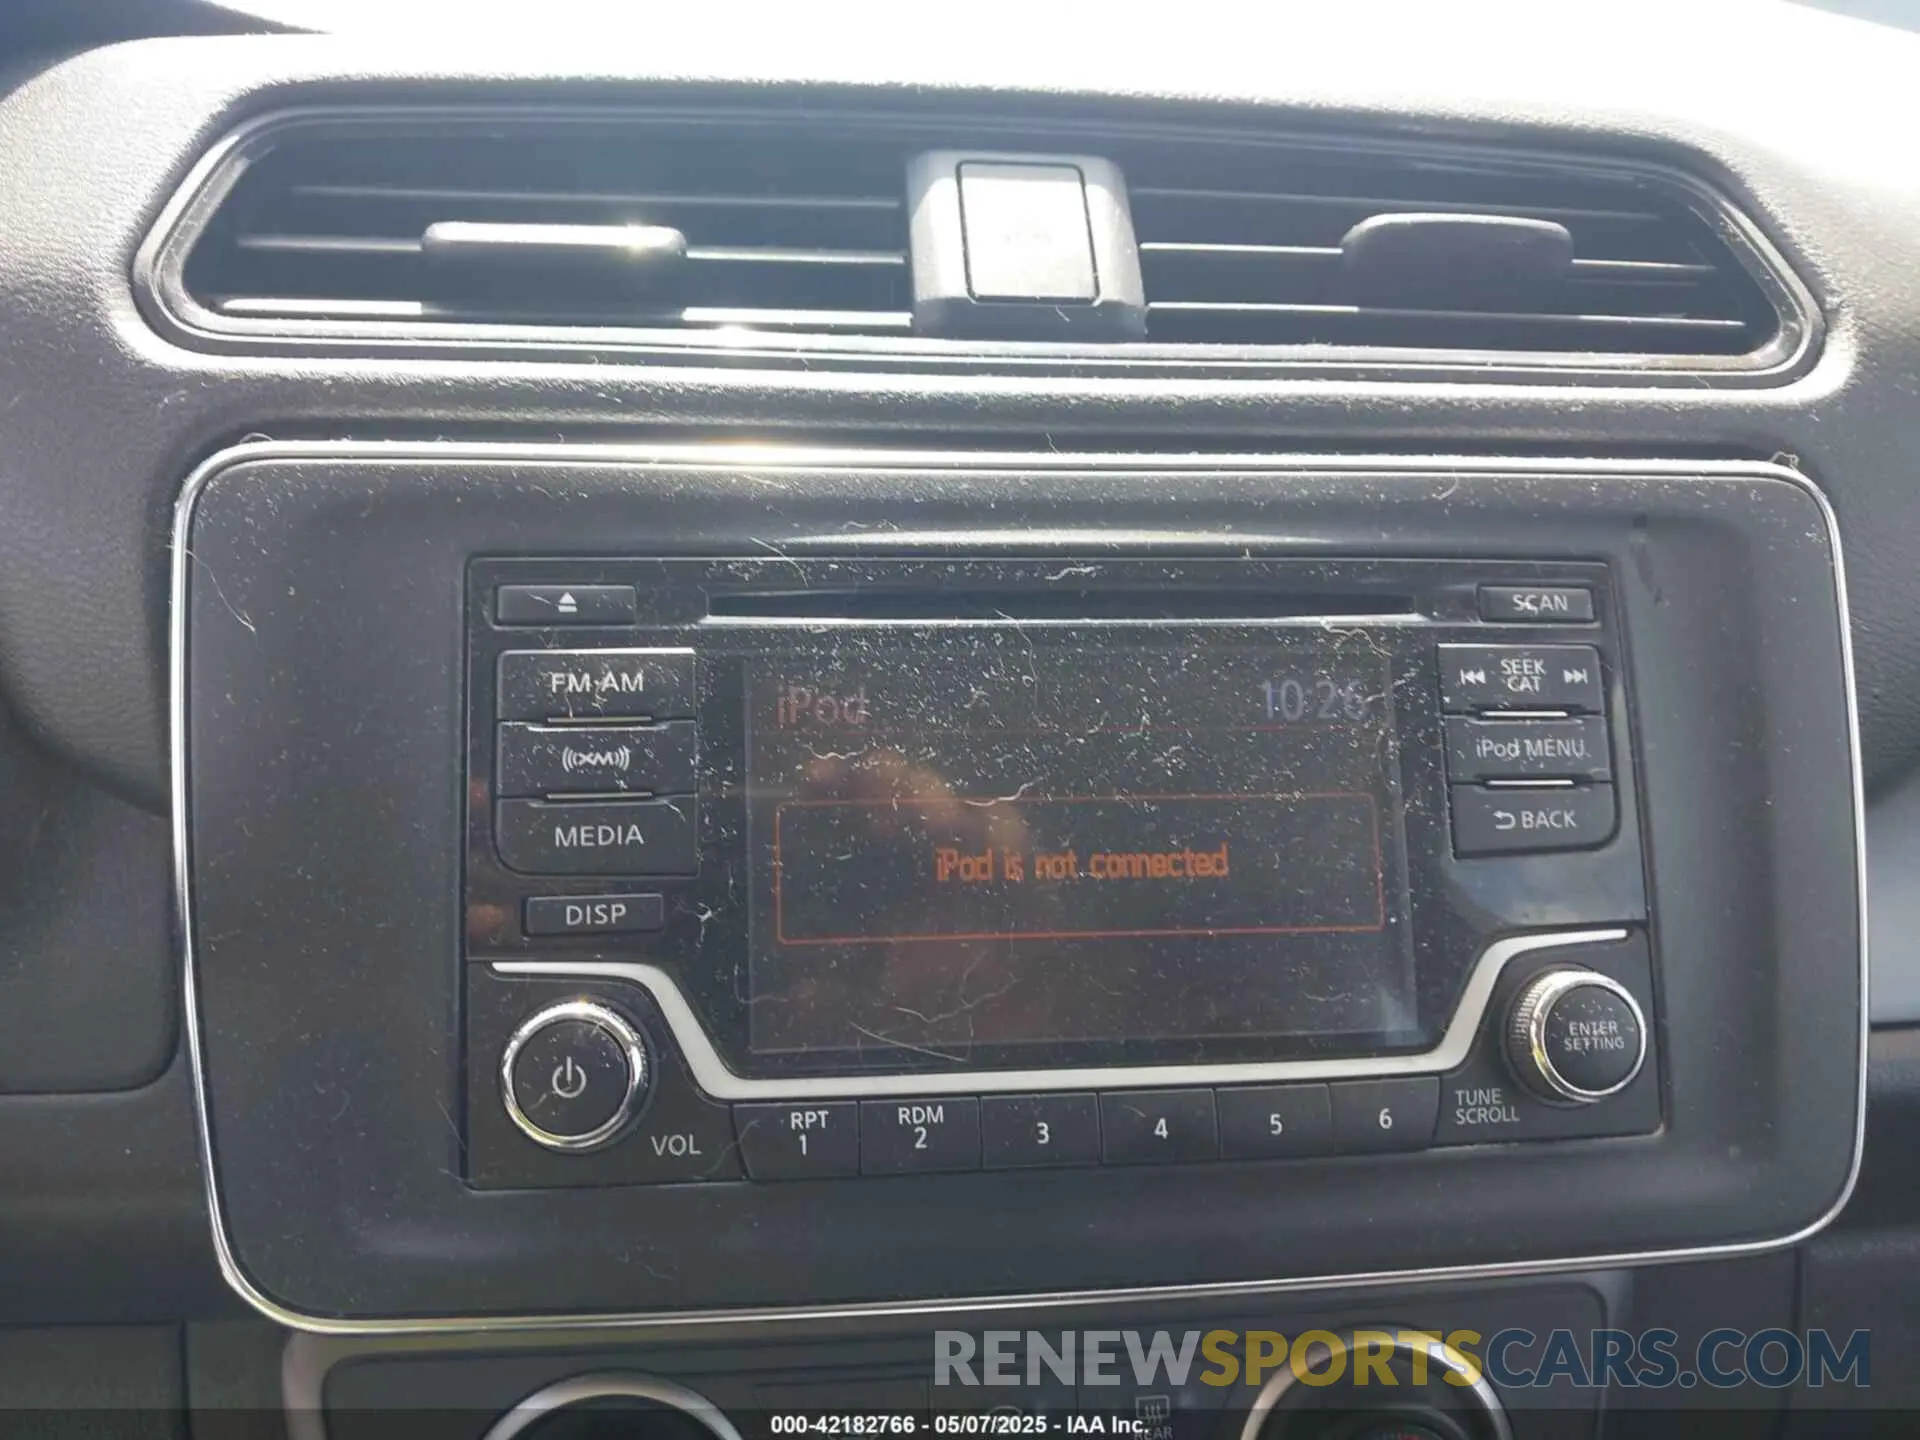 SCAN
FM·AM
SEEK
CAT
((XM))
iPod
10:26
iPod MENU
MEDIA
BACK
iPod is not connected
DISP
ENTER
SETTING
VOL
RPT
1
RDM
2
3
4
5
6
TUNE
SCROLL
RENEWSPORTSCARS.COM
000-42182766 - 05/07/2025 - IAA Inc.
REAR